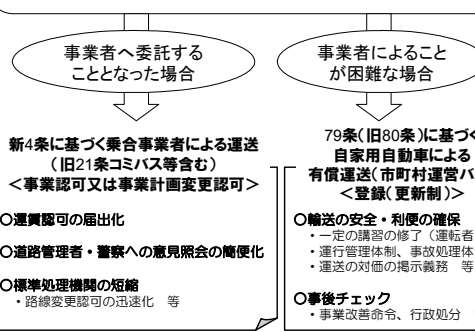 事業者へ委託する
こととなった場合
新4条に基づく乗合事業者による運送
（旧21条コミバス等含む）
＜事業認可又は事業計画変更認可＞
〇運賃認可の届出化
〇道路管理者・警察への意見照会の簡便化
〇標準処理機関の短縮
・路線変更認可の迅速化　等
事業者によること
が困難な場合
79条（旧80条）に基づく
自家用自動車による
有償運送（市町村運営バ
＜登録（更新制）＞
〇輸送の安全・利便の確保
・一定の講習の修了（運転者
・運行管理体制、事故処理体
・運送の対価の掲示義務　等
〇事後チェック
・事業改善命令、行政処分